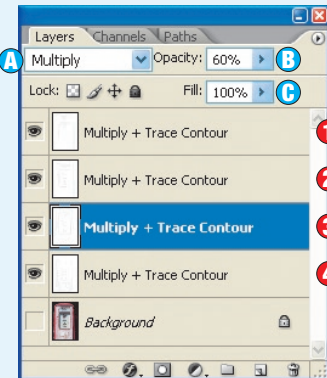 Layers Channels Paths
A Multiply Opacity: 60% B
Lock: Fill: 100% C
Multiply + Trace Contour 1
Multiply + Trace Contour 2
Multiply + Trace Contour 3
Multiply + Trace Contour 4
Background